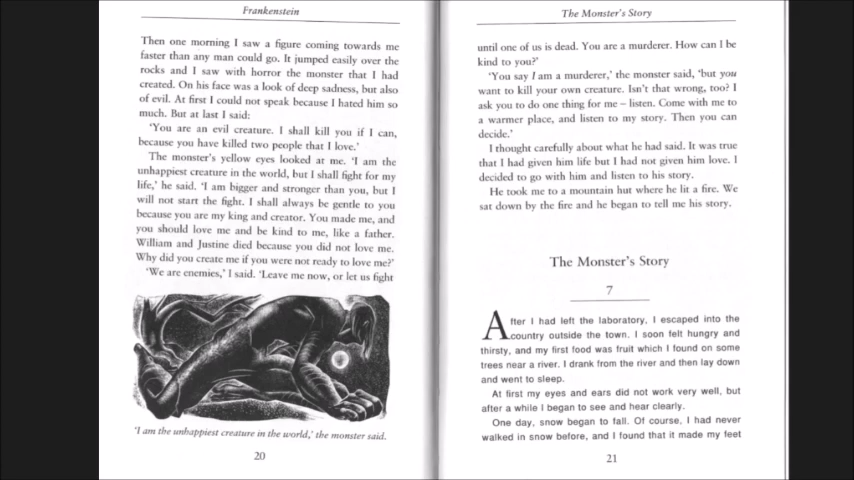 Frankenstein
Then one morning I saw a figure coming towards me
faster than any man could go. It jumped easily over the
rocks and I saw with horror the monster that I had
created. On his face was a look of deep sadness, but also
of evil. At first I could not speak because I hated him so
much. But at last I said:
'You are an evil creature. I shall kill you if I can,
because you have killed two people that I love.'
The monster's yellow eyes looked at me. 'I am the
unhappiest creature in the world, but I shall fight for my
life,' he said. 'I am bigger and stronger than you, but I
will not start the fight. I shall always be gentle to you
because you are my king and creator. You made me, and
you should love me and be kind to me, like a father.
William and Justine died because you did not love me.
Why did you create me if you were not ready to love me?'
'We are enemies,' I said. 'Leave me now, or let us fight
'I am the unhappiest creature in the world,' the monster said.
20
The Monster's Story
until one of us is dead. You are a murderer. How can I be
kind to you?'
'You say I am a murderer,' the monster said, 'but you
want to kill your own creature. Isn't that wrong, too? I
ask you to do one thing for me – listen. Come with me to
a warmer place, and listen to my story. Then you can
decide.'
I thought carefully about what he had said. It was true
that I had given him life but I had not given him love. I
decided to go with him and listen to his story.
He took me to a mountain hut where he lit a fire. We
sat down by the fire and he began to tell me his story.
The Monster's Story
7
After I had left the laboratory, I escaped into the
country outside the town. I soon felt hungry and
thirsty, and my first food was fruit which I found on some
trees near a river. I drank from the river and then lay down
and went to sleep.
At first my eyes and ears did not work very well, but
after a while I began to see and hear clearly.
One day, snow began to fall. Of course, I had never
walked in snow before, and I found that it made my feet
21